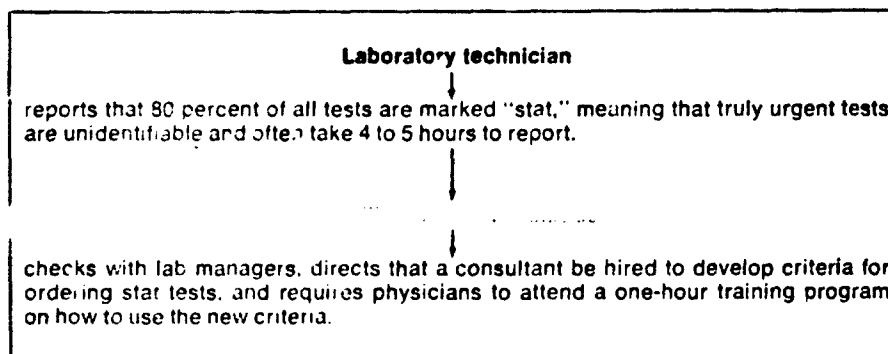 Laboratory technician
reports that 80 percent of all tests are marked "stat," meaning that truly urgent tests
are unidentifiable and often take 4 to 5 hours to report.
checks with lab managers, directs that a consultant be hired to develop criteria for
ordering stat tests, and requires physicians to attend a one-hour training program
on how to use the new criteria.